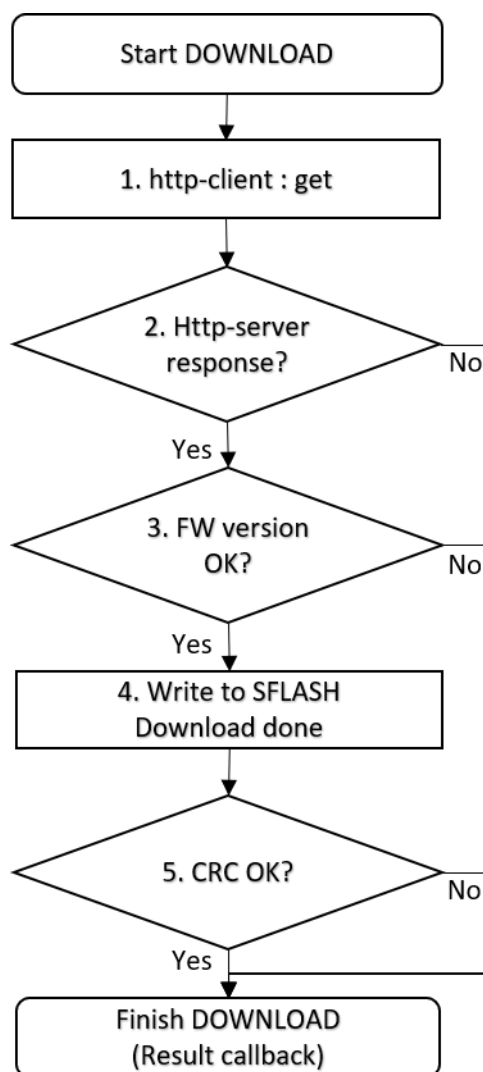 Start DOWNLOAD
1. http-client : get
2. Http-server
response?
No
Yes
3. FW version
OK?
No
Yes
4. Write to SFLASH
Download done
5. CRC OK?
No
Yes
Finish DOWNLOAD
(Result callback)